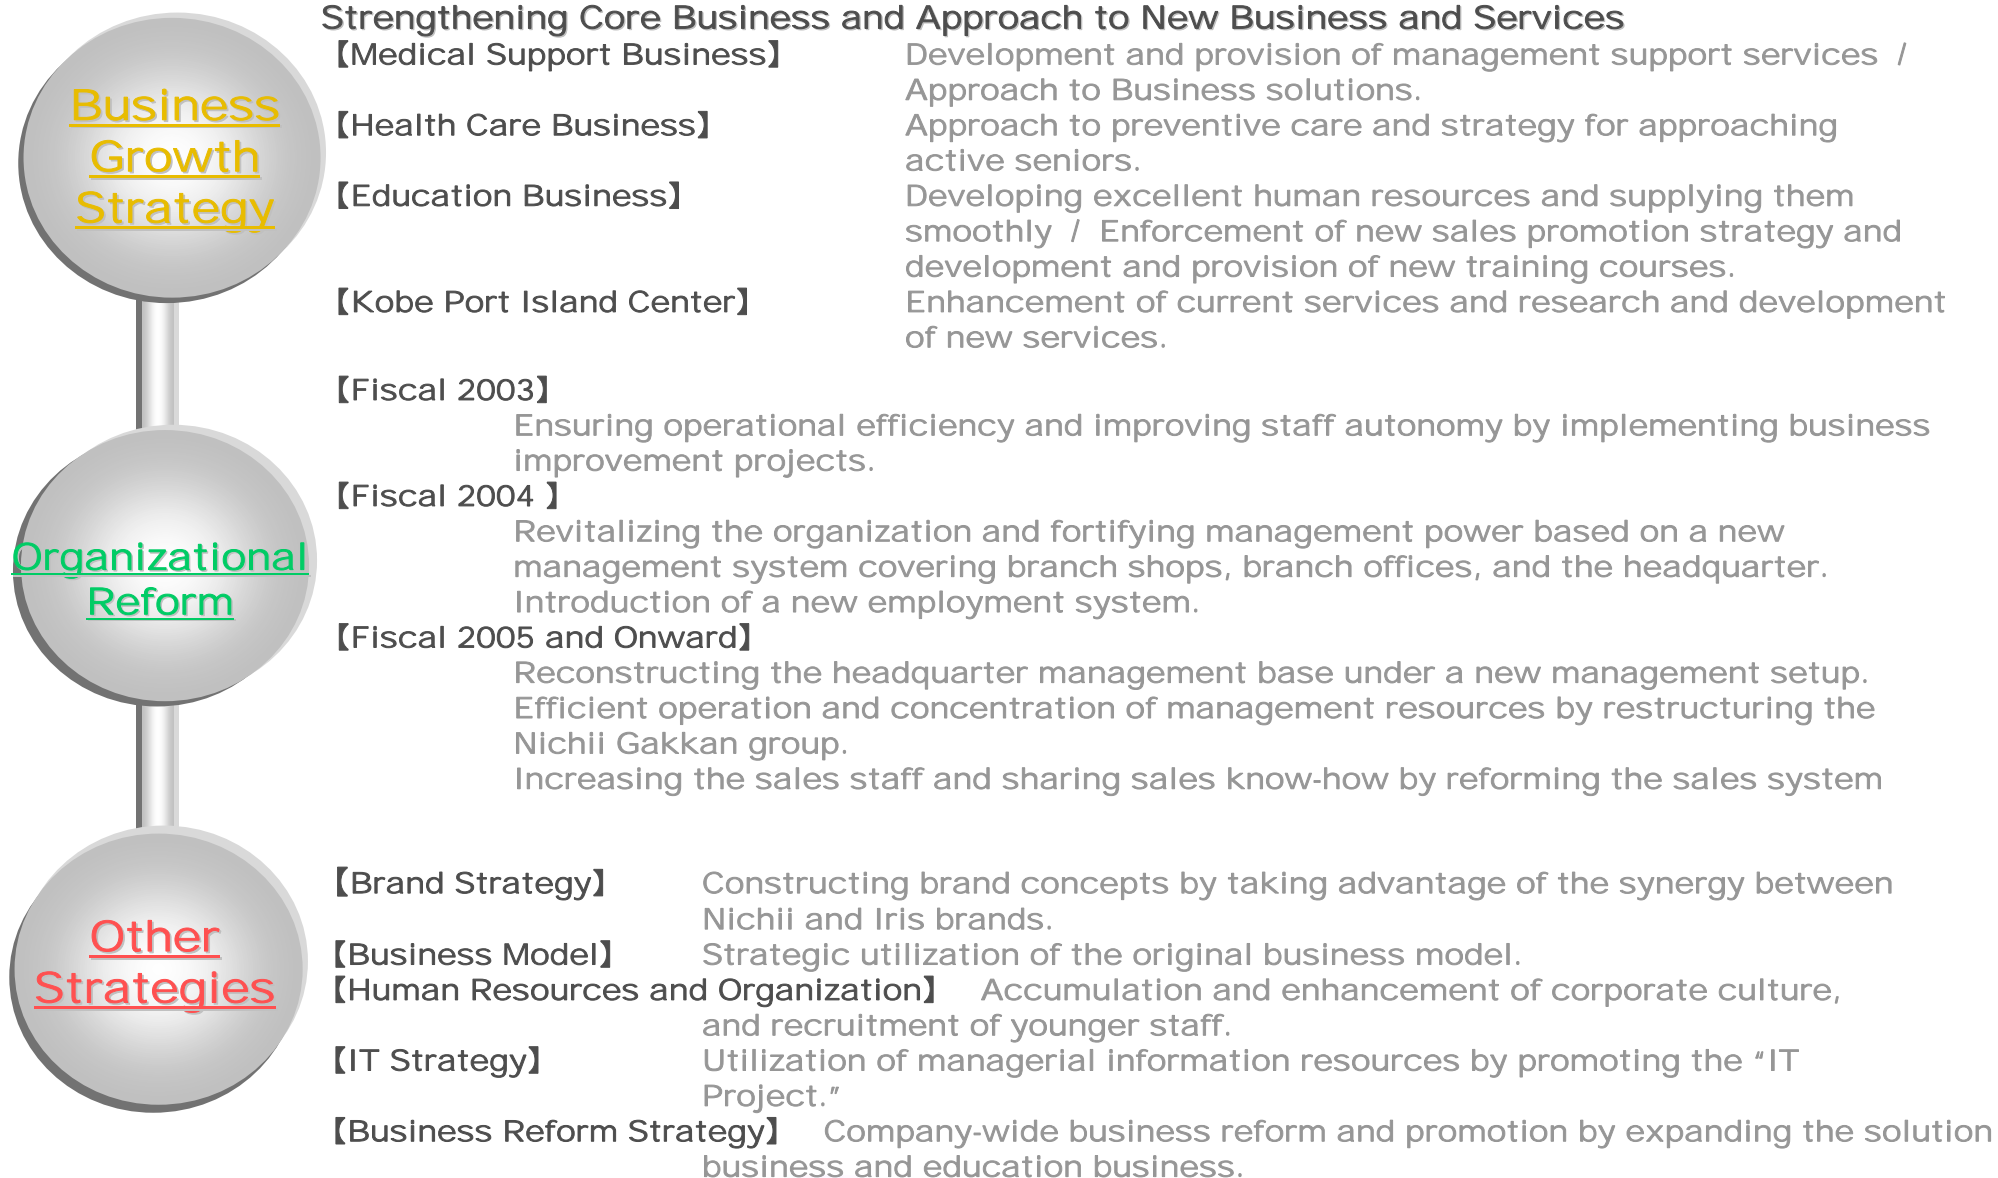 Strengthening Core Business and Approach to New Business and Services
Business
Growth
Strategy
【Medical Support Business】 Development and provision of management support services /
Approach to Business solutions.
【Health Care Business】 Approach to preventive care and strategy for approaching
active seniors.
【Education Business】 Developing excellent human resources and supplying them
smoothly / Enforcement of new sales promotion strategy and
development and provision of new training courses.
【Kobe Port Island Center】 Enhancement of current services and research and development
of new services.
Organizational
Reform
【Fiscal 2003】
Ensuring operational efficiency and improving staff autonomy by implementing business
improvement projects.
【Fiscal 2004 】
Revitalizing the organization and fortifying management power based on a new
management system covering branch shops, branch offices, and the headquarter.
Introduction of a new employment system.
【Fiscal 2005 and Onward】
Reconstructing the headquarter management base under a new management setup.
Efficient operation and concentration of management resources by restructuring the
Nichii Gakkan group.
Increasing the sales staff and sharing sales know-how by reforming the sales system
Other
Strategies
【Brand Strategy】 Constructing brand concepts by taking advantage of the synergy between
Nichii and Iris brands.
【Business Model】 Strategic utilization of the original business model.
【Human Resources and Organization】 Accumulation and enhancement of corporate culture,
and recruitment of younger staff.
【IT Strategy】 Utilization of managerial information resources by promoting the “IT
Project.”
【Business Reform Strategy】 Company-wide business reform and promotion by expanding the solution
business and education business.